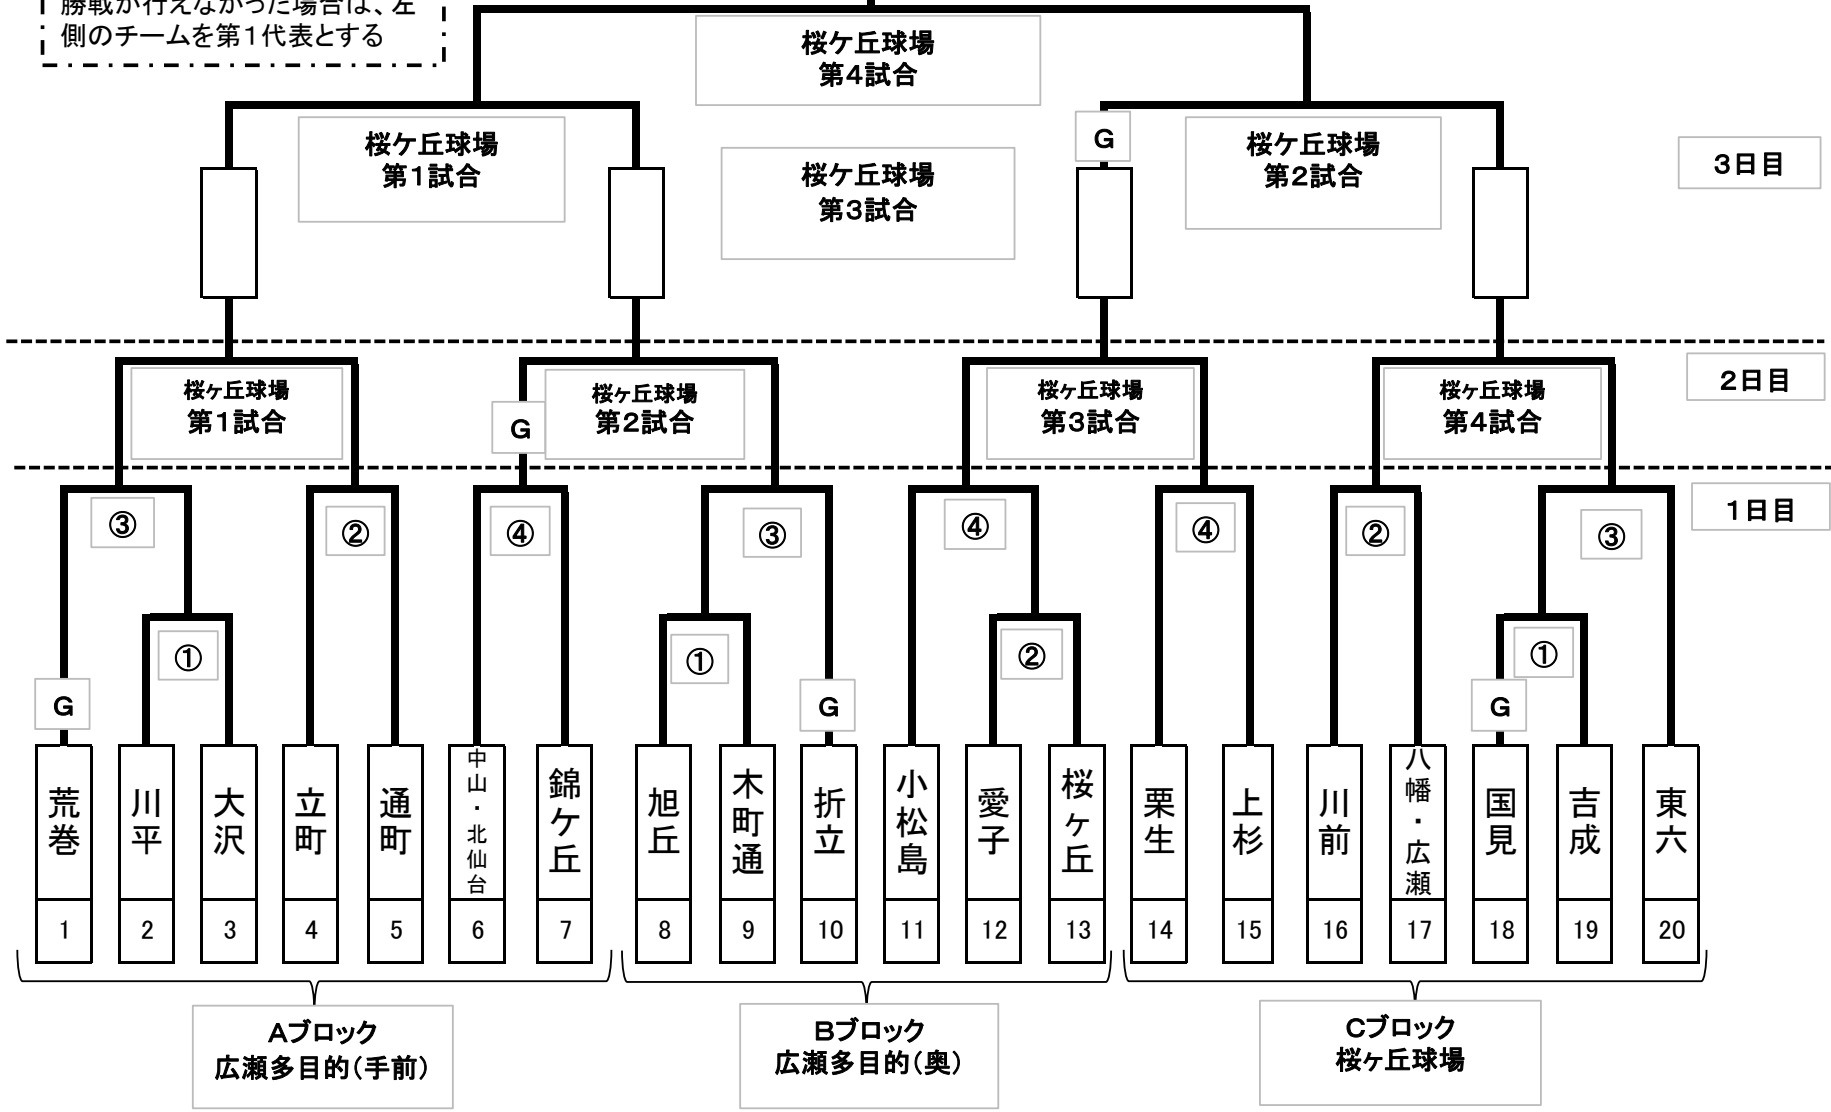 勝戦が行えなかった場合は、左
側のチームを第1代表とする
桜ケ丘球場
第4試合
桜ケ丘球場
第1試合
桜ケ丘球場
第3試合
G
桜ケ丘球場
第2試合
3日目
桜ヶ丘球場
第1試合
G
桜ヶ丘球場
第2試合
桜ヶ丘球場
第3試合
桜ヶ丘球場
第4試合
2日目
③
②
④
③
④
④
②
③
1日目
①
①
②
①
G
G
G
荒巻
川平
大沢
立町
通町
中山・北仙台
錦ケ丘
旭丘
木町通
折立
小松島
愛子
桜ヶ丘
栗生
上杉
川前
八幡・広瀬
国見
吉成
東六
1
2
3
4
5
6
7
8
9
10
11
12
13
14
15
16
17
18
19
20
Aブロック
広瀬多目的(手前)
Bブロック
広瀬多目的(奥)
Cブロック
桜ヶ丘球場